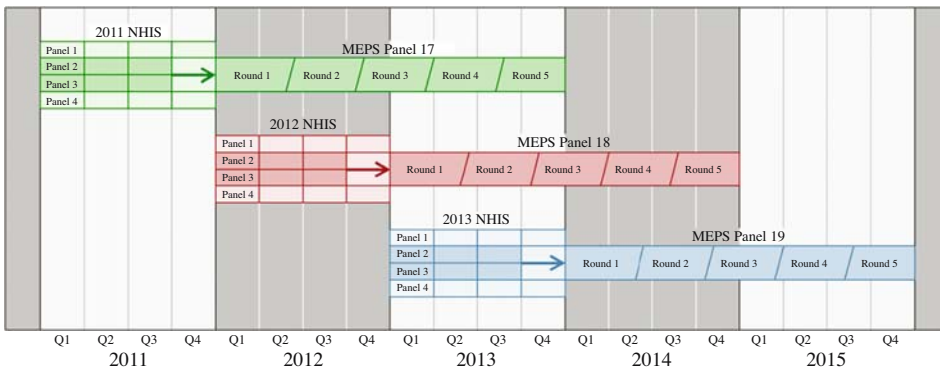 2011 NHIS
Panel 1
Panel 2
Panel 3
Panel 4
MEPS Panel 17
Round 1 Round 2 Round 3 Round 4 Round 5
2012 NHIS
Panel 1
Panel 2
Panel 3
Panel 4
MEPS Panel 18
Round 1 Round 2 Round 3 Round 4 Round 5
2013 NHIS
Panel 1
Panel 2
Panel 3
Panel 4
MEPS Panel 19
Round 1 Round 2 Round 3 Round 4 Round 5
Q1 Q2 Q3 Q4 Q1 Q2 Q3 Q4 Q1 Q2 Q3 Q4 Q1 Q2 Q3 Q4 Q1 Q2 Q3 Q4
2011 2012 2013 2014 2015